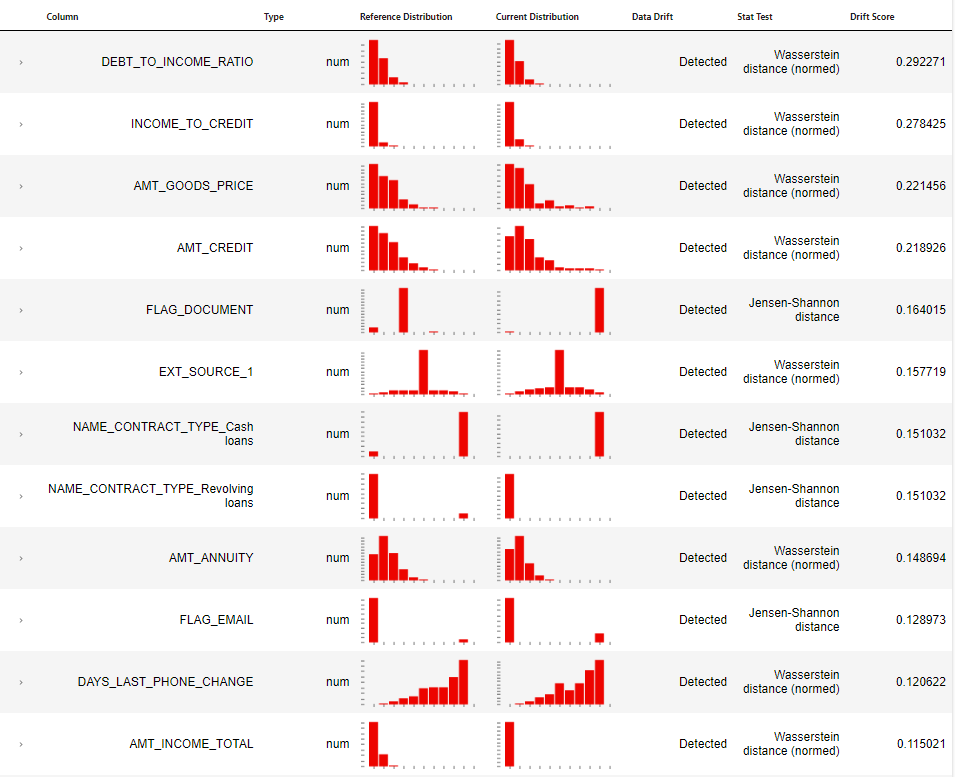 Column Type Reference Distribution Current Distribution Data Drift Stat Test Drift Score
DEBT_TO_INCOME_RATIO num Detected Wasserstein distance (normed) 0.292271
INCOME_TO_CREDIT num Detected Wasserstein distance (normed) 0.278425
AMT_GOODS_PRICE num Detected Wasserstein distance (normed) 0.221456
AMT_CREDIT num Detected Wasserstein distance (normed) 0.218926
FLAG_DOCUMENT num Detected Jensen-Shannon distance 0.164015
EXT_SOURCE_1 num Detected Wasserstein distance (normed) 0.157719
NAME_CONTRACT_TYPE_Cash loans num Detected Jensen-Shannon distance 0.151032
NAME_CONTRACT_TYPE_Revolving loans num Detected Jensen-Shannon distance 0.151032
AMT_ANNUITY num Detected Wasserstein distance (normed) 0.148694
FLAG_EMAIL num Detected Jensen-Shannon distance 0.128973
DAYS_LAST_PHONE_CHANGE num Detected Wasserstein distance (normed) 0.120622
AMT_INCOME_TOTAL num Detected Wasserstein distance (normed) 0.115021